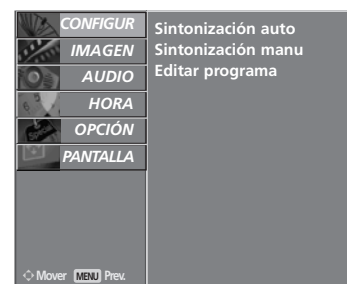 CONFIGUR
IMAGEN
AUDIO
HORA
OPCIÓN
PANTALLA
Sintonización auto
Sintonización manu
Editar programa
Mover MENU Prev.